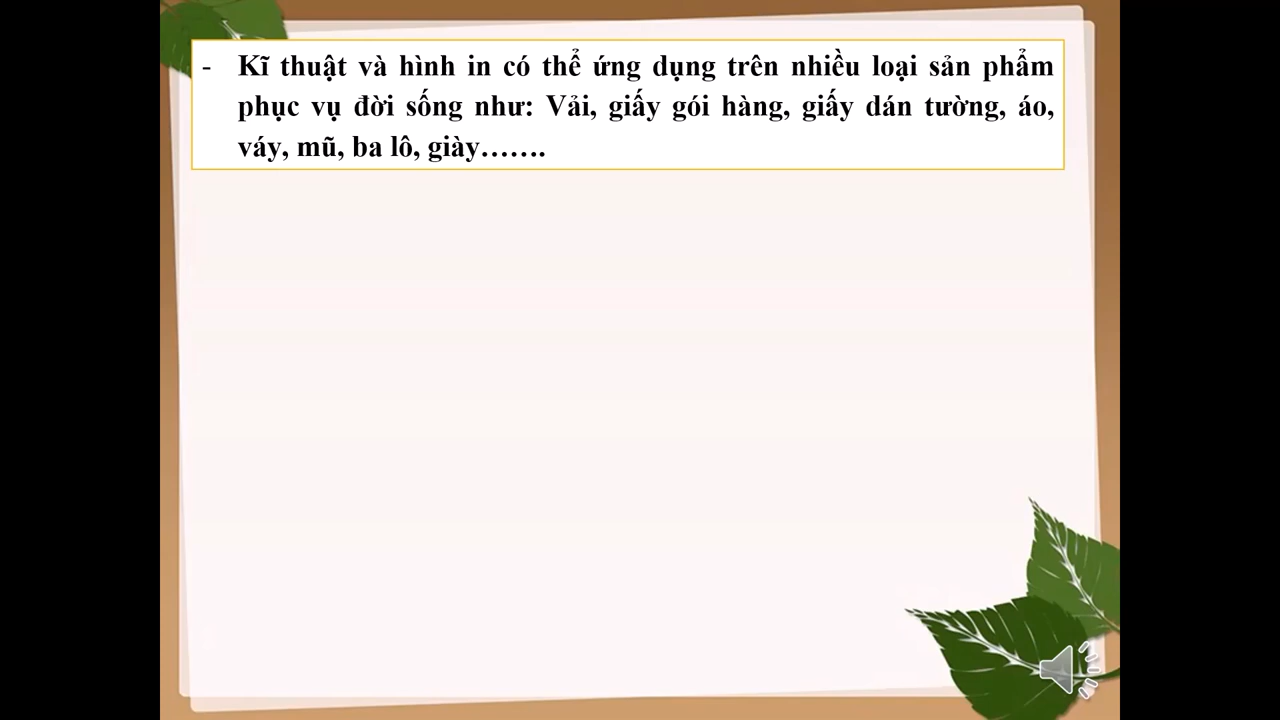 - Kĩ thuật và hình in có thể ứng dụng trên nhiều loại sản phẩm
phục vụ đời sống như: Vải, giấy gói hàng, giấy dán tường, áo,
váy, mũ, ba lô, giày…….